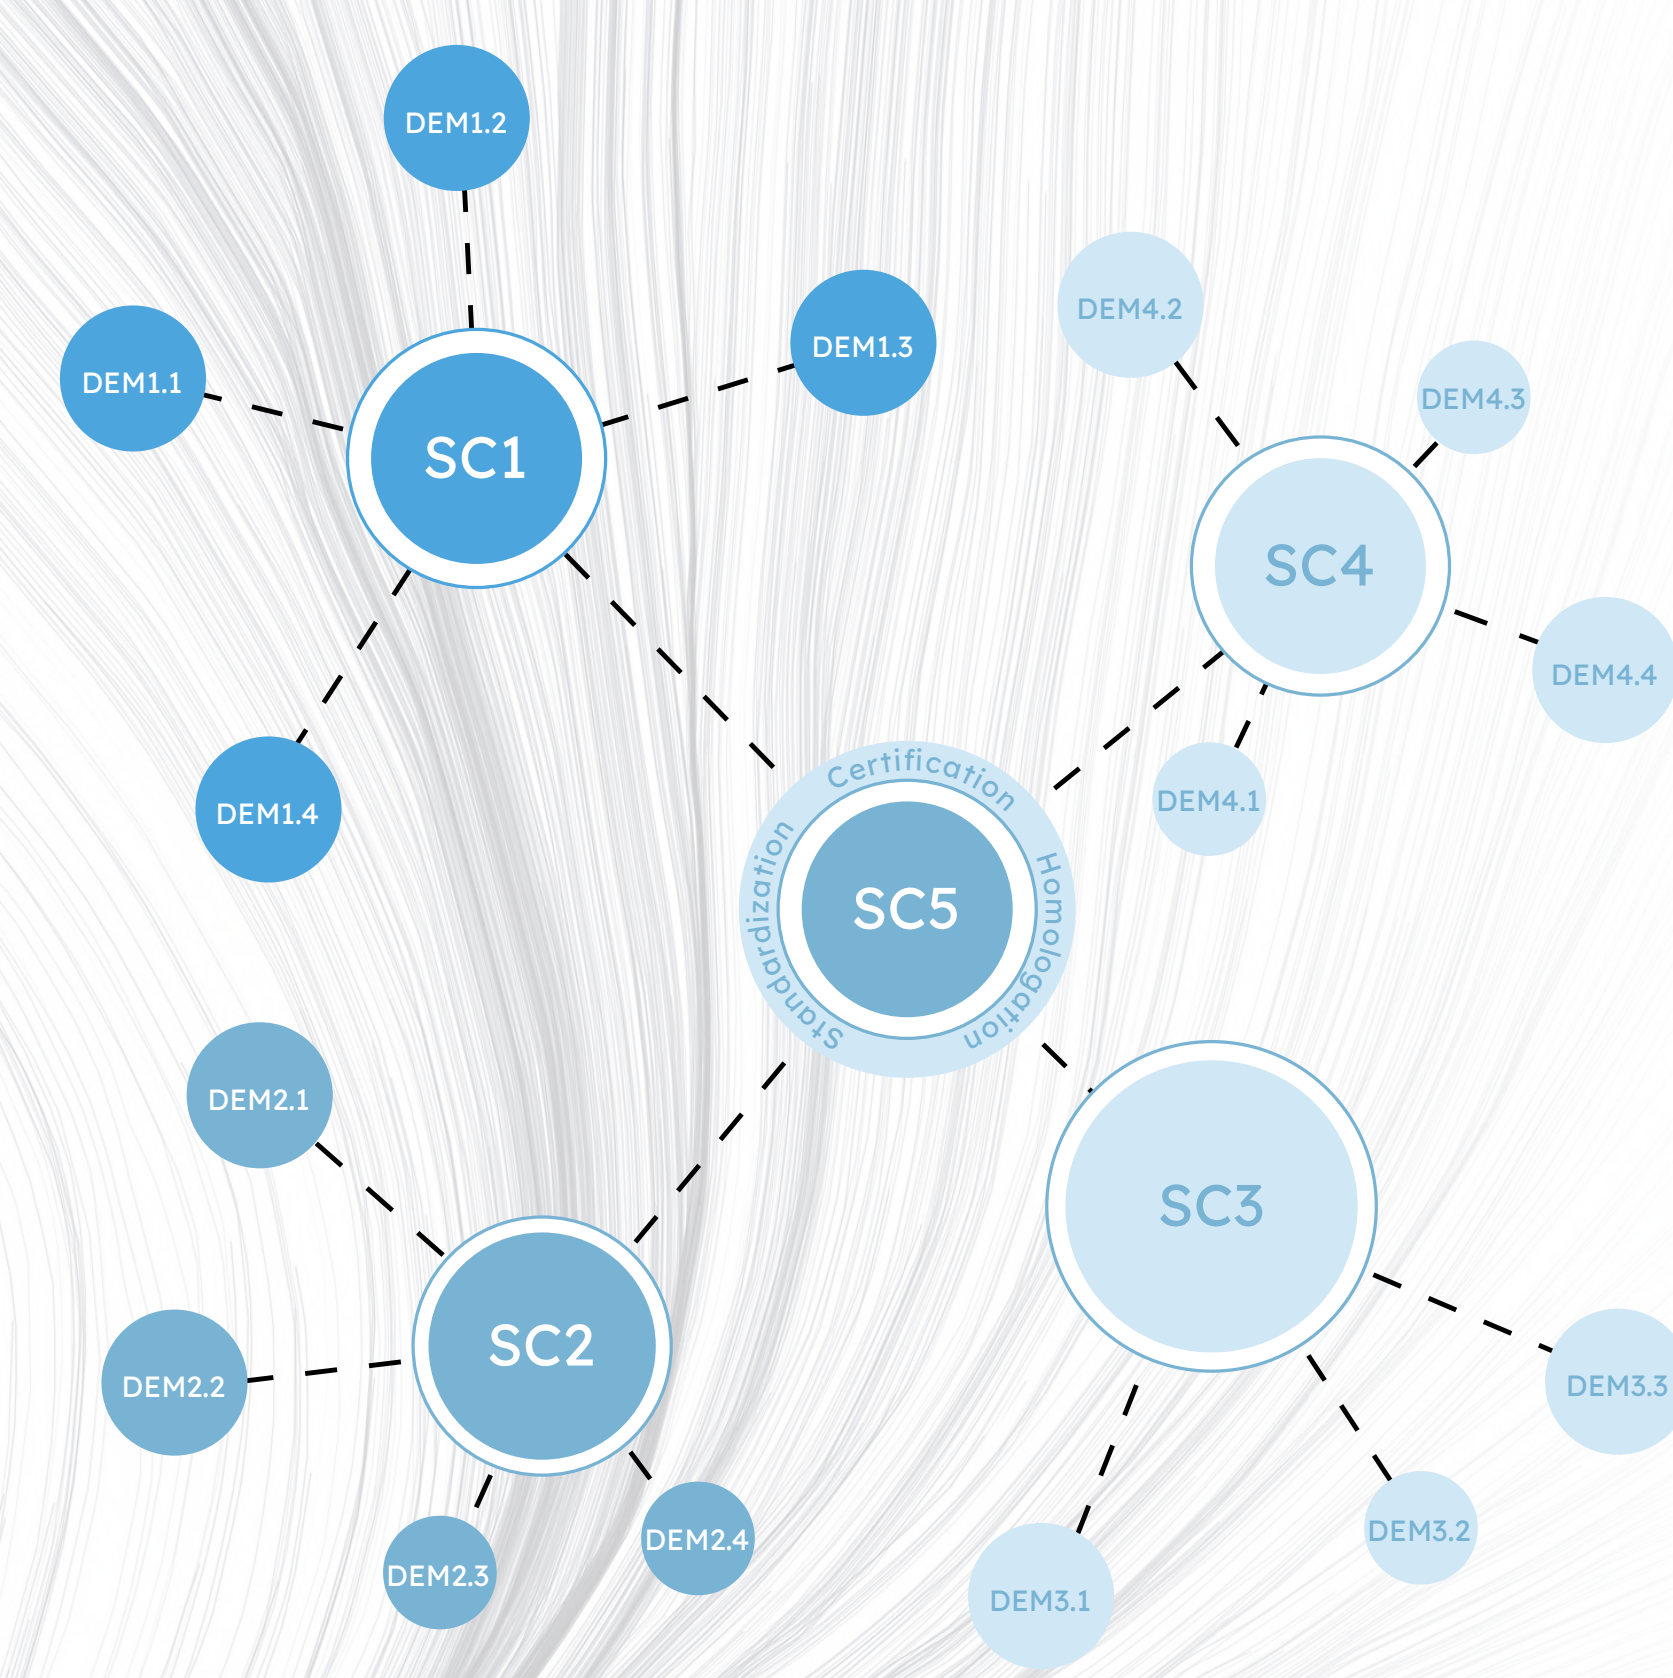 DEM1.2
DEM4.2
DEM1.3
DEM1.1
DEM4.3
SC1
SC4
DEM4.4
Certification
DEM4.1
DEM1.4
Standardization
SC5
Homologation
DEM2.1
SC3
SC2
DEM2.2
DEM3.3
DEM3.2
DEM2.4
DEM2.3
DEM3.1